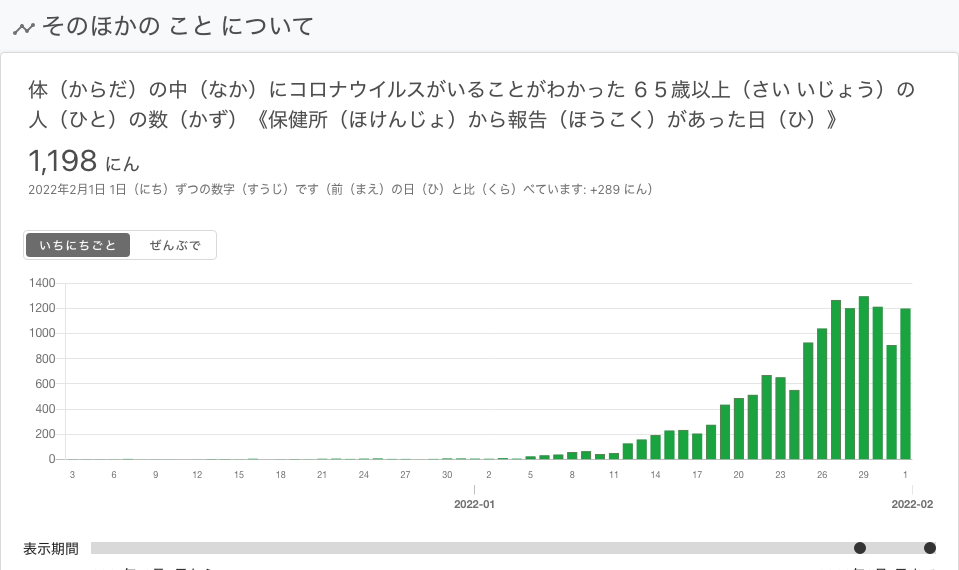 そのほかの こと について
体（からだ）の中（なか）にコロナウイルスがいることがわかった ６５歳以上（さい いじょう）の
人（ひと）の数（かず）《保健所（ほけんじょ）から報告（ほうこく）があった日（ひ）》
1,198 にん
2022年2月1日 1日（にち）ずつの数字（すうじ）です（前（まえ）の日（ひ）と比（くら）べています: +289 にん）
いちにちごと ぜんぶで
1400
1200
1000
800
600
400
200
0
3 6 9 12 15 18 21 24 27 30 2 5 8 11 14 17 20 23 26 29 1
2022-01 2022-02
表示期間